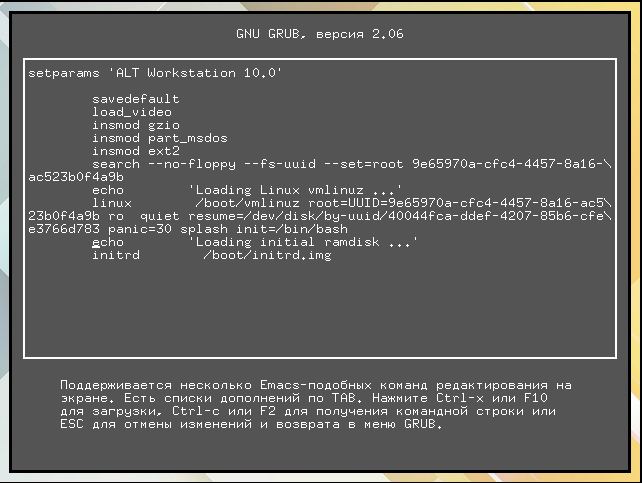 GNU GRUB, версия 2.06
setparams 'ALT Workstation 10.0'
savedefault
load_video
insmod gzio
insmod part_msdos
insmod ext2
search --no-floppy --fs-uuid --set=root 9e65970a-cfc4-4457-8a16-\
ac523b0f4a9b
echo 'Loading Linux vmlinuz ...'
linux /boot/vmlinuz root=UUID=9e65970a-cfc4-4457-8a16-ac5\
23b0f4a9b ro quiet resume=/dev/disk/by-uuid/40044fca-ddef-4207-85b6-cfe\
e3766d783 panic=30 splash init=/bin/bash
echo 'Loading initial ramdisk ...'
initrd /boot/initrd.img
Поддерживается несколько Emacs-подобных команд редактирования на
экране. Есть списки дополнений по TAB. Нажмите Ctrl-x или F10
для загрузки, Ctrl-c или F2 для получения командной строки или
ESC для отмены изменений и возврата в меню GRUB.